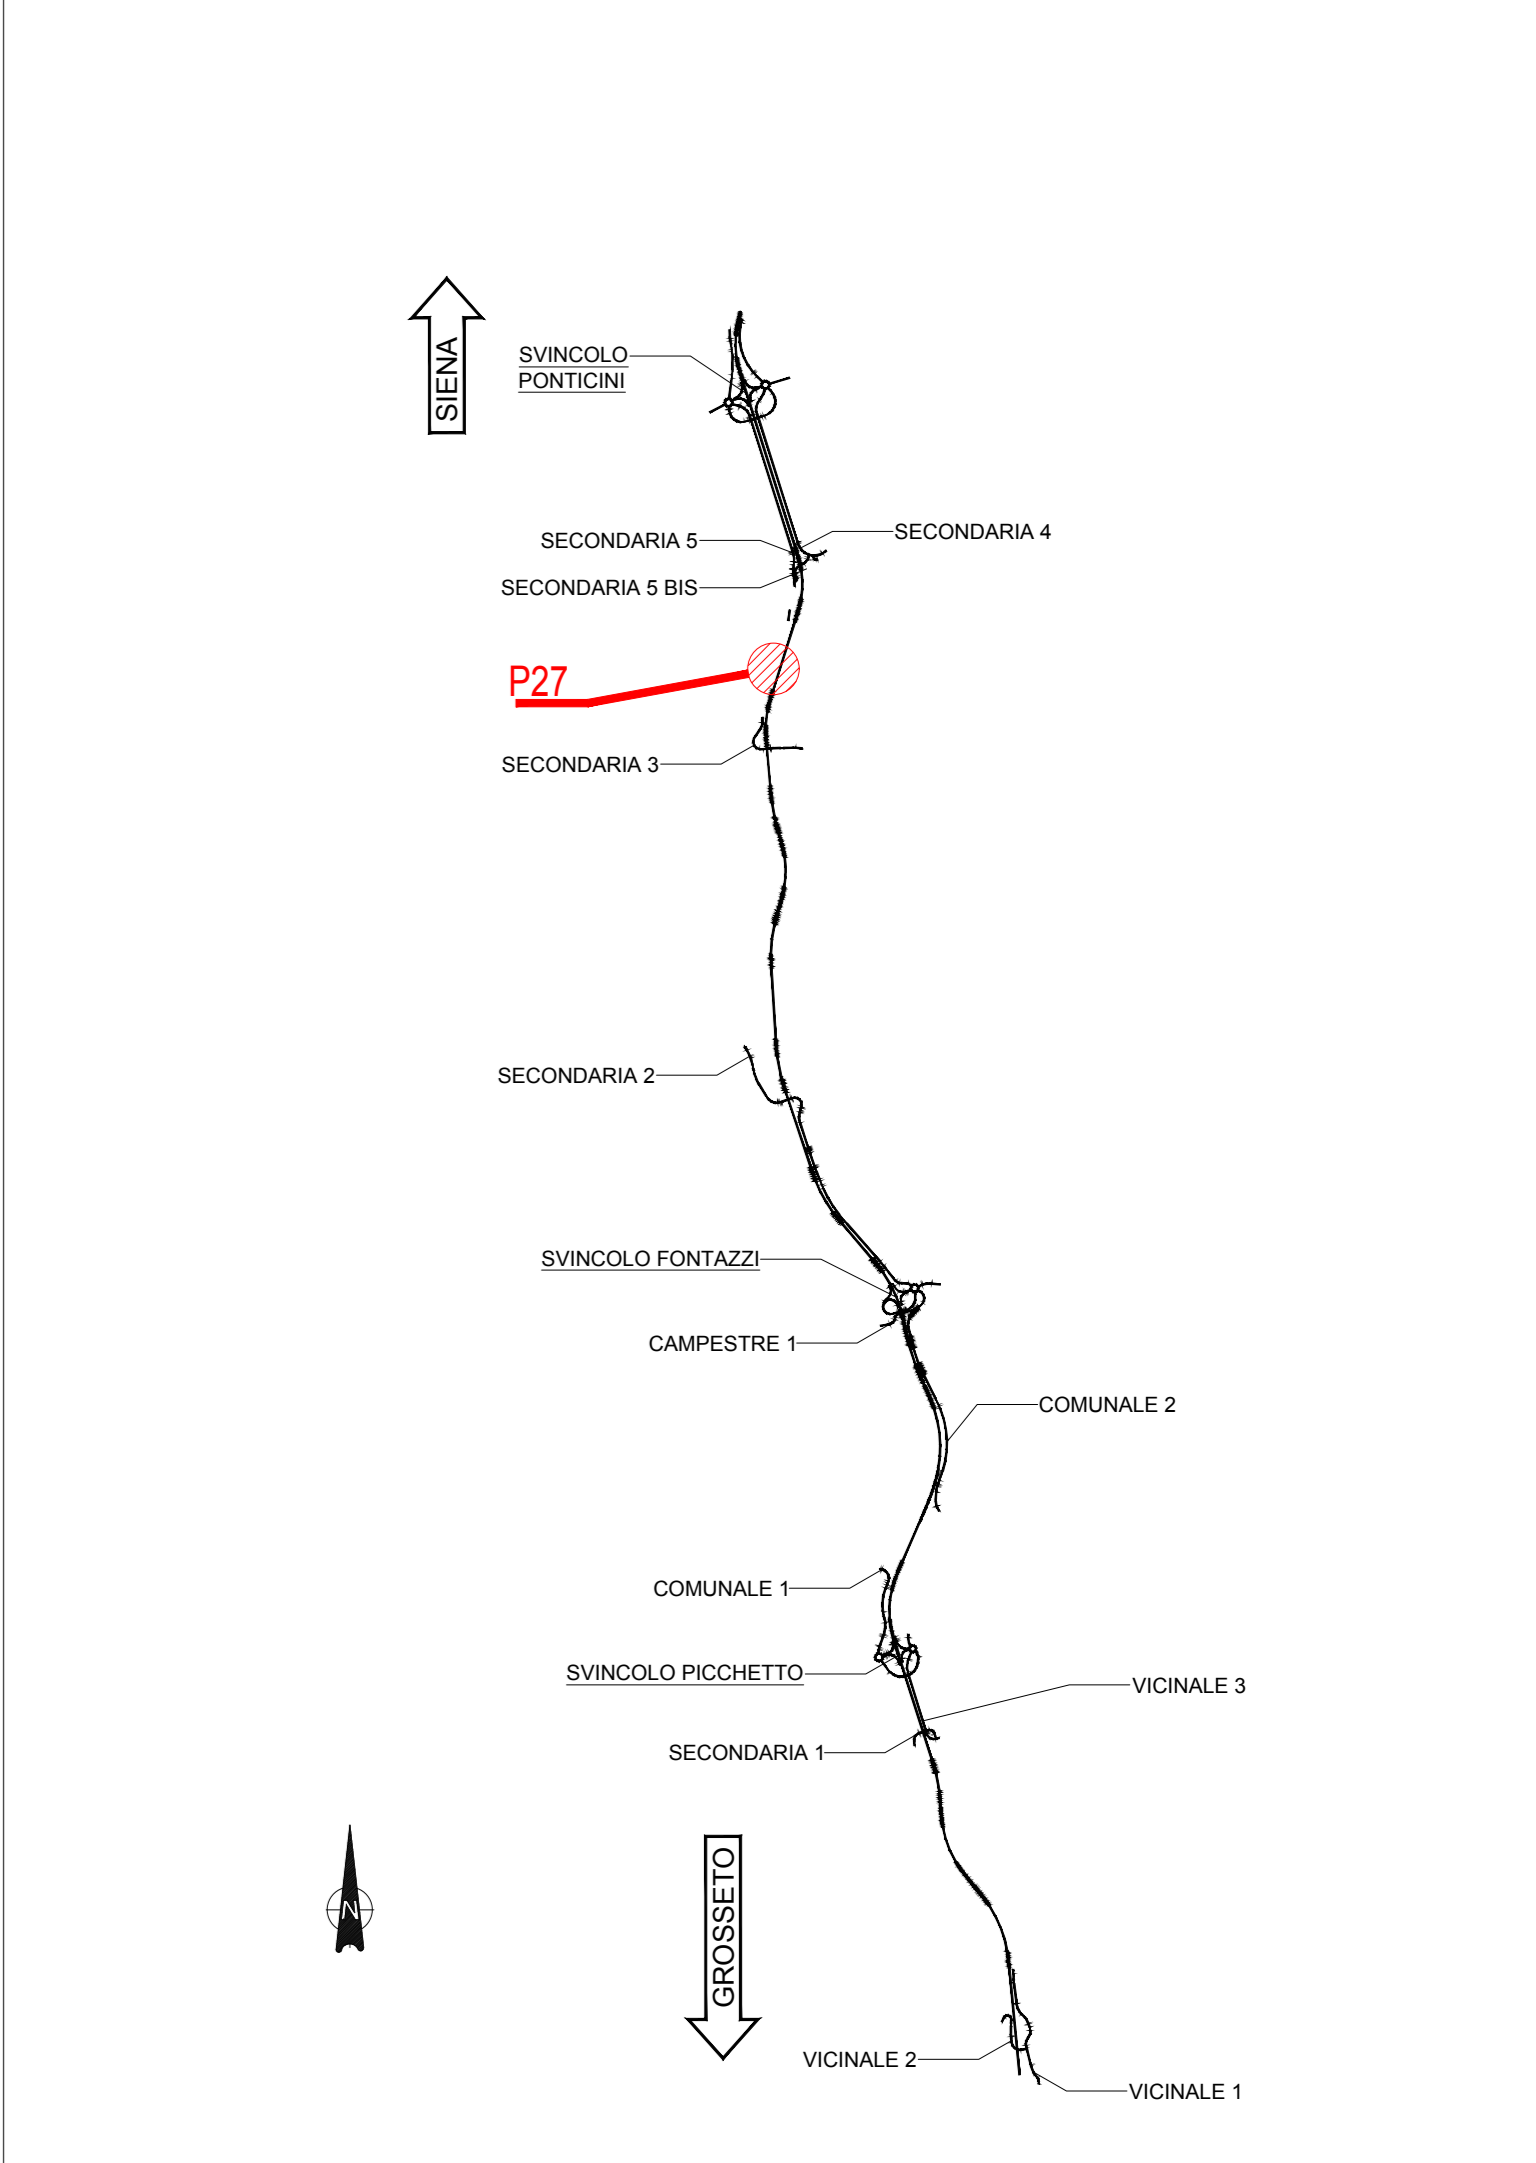 SIENA
SVINCOLO
PONTICINI
SECONDARIA 4
SECONDARIA 5
SECONDARIA 5 BIS
P27
SECONDARIA 3
SECONDARIA 2
SVINCOLO FONTAZZI
CAMPESTRE 1
COMUNALE 2
COMUNALE 1
SVINCOLO PICCHETTO
VICINALE 3
SECONDARIA 1
GROSSETO
N
VICINALE 2
VICINALE 1